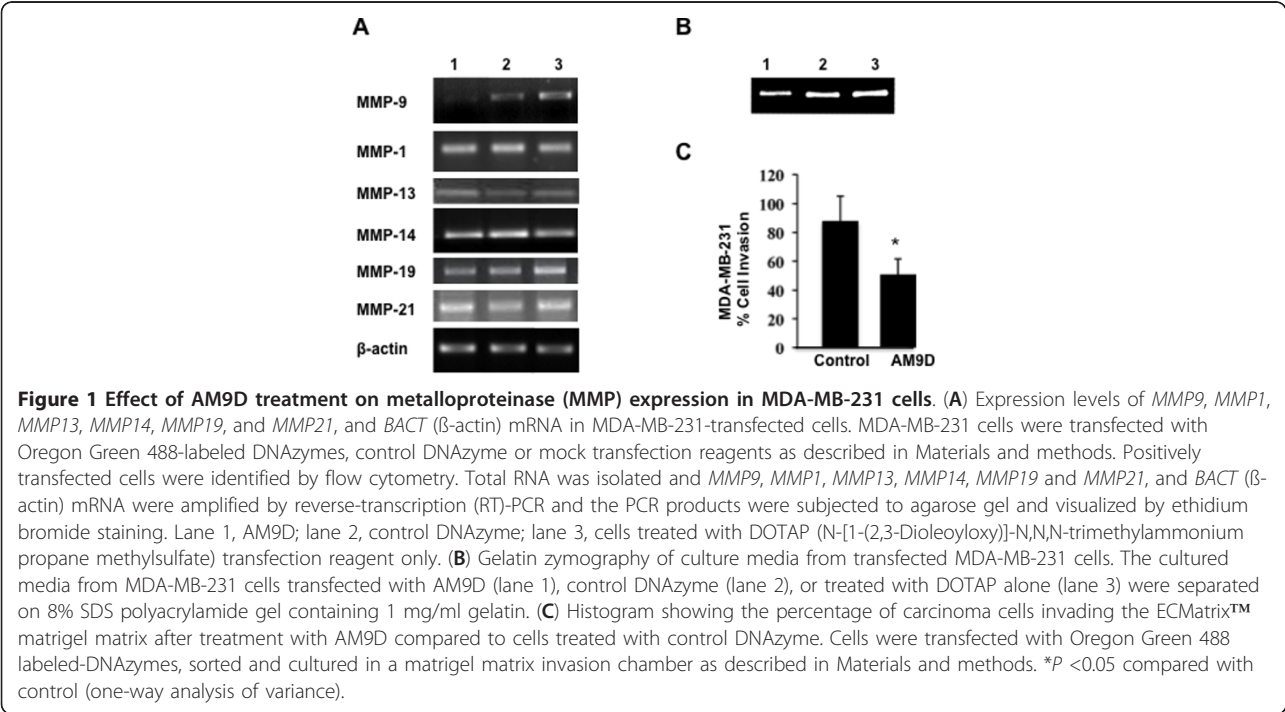 A
1 2 3
MMP-9
MMP-1
MMP-13
MMP-14
MMP-19
MMP-21
β-actin
B
1 2 3
C
120
100
80
60
40
20
0
MDA-MB-231
% Cell Invasion
*
Control AM9D
Figure 1 Effect of AM9D treatment on metalloproteinase (MMP) expression in MDA-MB-231 cells. (A) Expression levels of MMP9, MMP1,
MMP13, MMP14, MMP19, and MMP21, and BACT (ß-actin) mRNA in MDA-MB-231-transfected cells. MDA-MB-231 cells were transfected with
Oregon Green 488-labeled DNAzymes, control DNAzyme or mock transfection reagents as described in Materials and methods. Positively
transfected cells were identified by flow cytometry. Total RNA was isolated and MMP9, MMP1, MMP13, MMP14, MMP19 and MMP21, and BACT (ß-
actin) mRNA were amplified by reverse-transcription (RT)-PCR and the PCR products were subjected to agarose gel and visualized by ethidium
bromide staining. Lane 1, AM9D; lane 2, control DNAzyme; lane 3, cells treated with DOTAP (N-[1-(2,3-Dioleoyloxy)]-N,N,N-trimethylammonium
propane methylsulfate) transfection reagent only. (B) Gelatin zymography of culture media from transfected MDA-MB-231 cells. The cultured
media from MDA-MB-231 cells transfected with AM9D (lane 1), control DNAzyme (lane 2), or treated with DOTAP alone (lane 3) were separated
on 8% SDS polyacrylamide gel containing 1 mg/ml gelatin. (C) Histogram showing the percentage of carcinoma cells invading the ECMatrix™
matrigel matrix after treatment with AM9D compared to cells treated with control DNAzyme. Cells were transfected with Oregon Green 488
labeled-DNAzymes, sorted and cultured in a matrigel matrix invasion chamber as described in Materials and methods. *P <0.05 compared with
control (one-way analysis of variance).